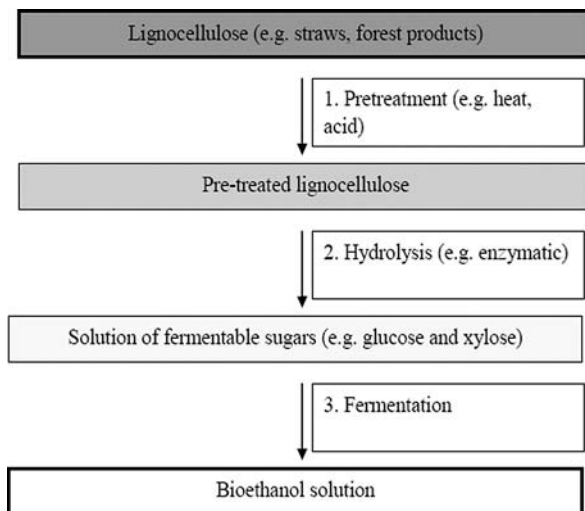 Lignocellulose (e.g. straws, forest products)
1. Pretreatment (e.g. heat,
acid)
Pre-treated lignocellulose
2. Hydrolysis (e.g. enzymatic)
Solution of fermentable sugars (e.g. glucose and xylose)
3. Fermentation
Bioethanol solution